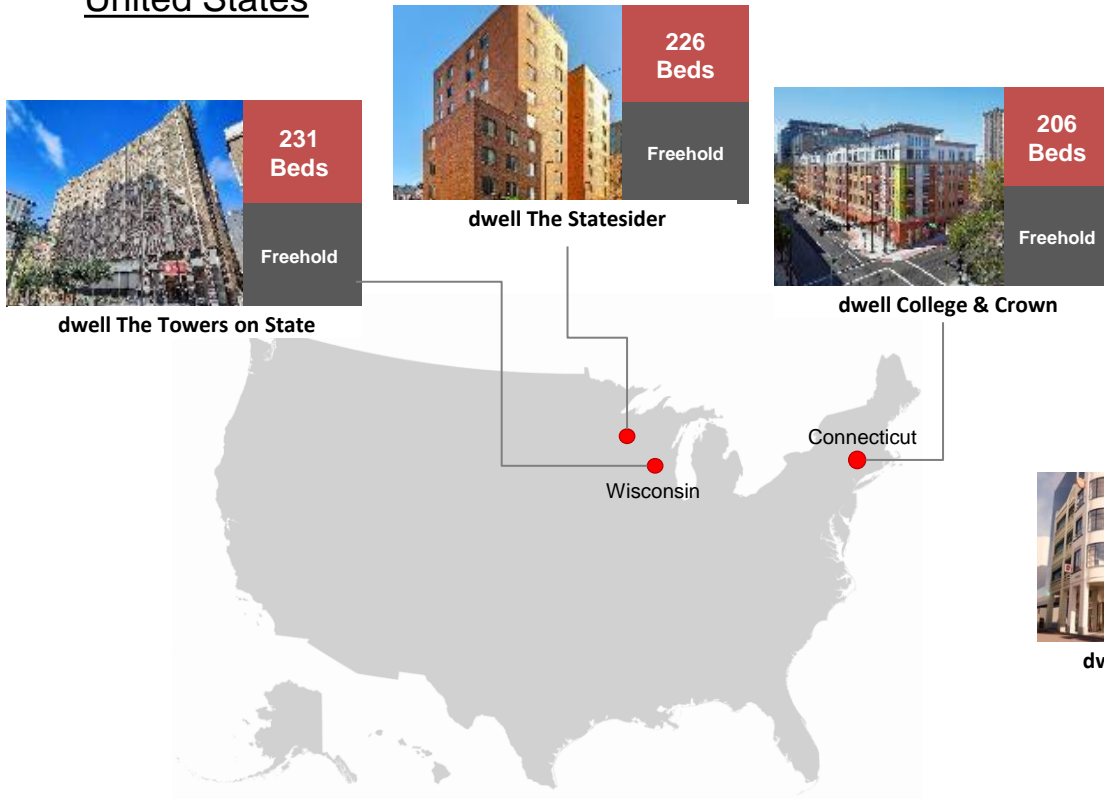 United States
226
Beds
Freehold
dwell The Statesider
231
Beds
Freehold
dwell The Towers on State
206
Beds
Freehold
dwell College & Crown
Connecticut
Wisconsin